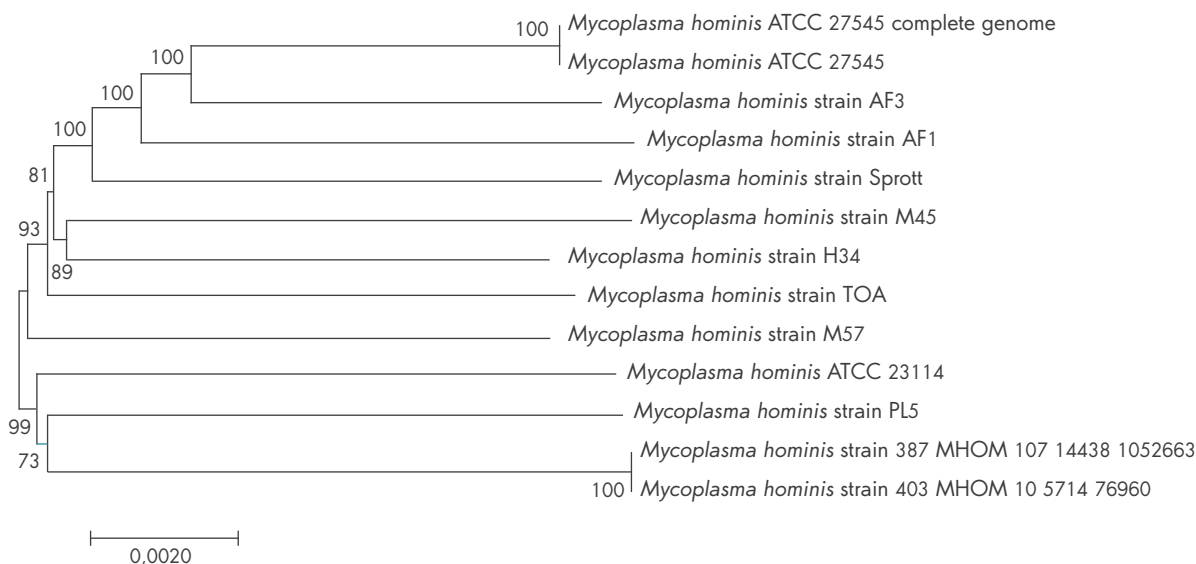 100
Mycoplasma hominis ATCC 27545 complete genome
Mycoplasma hominis ATCC 27545
100
Mycoplasma hominis strain AF3
100
Mycoplasma hominis strain AF1
100
Mycoplasma hominis strain Sprott
81
Mycoplasma hominis strain M45
93
Mycoplasma hominis strain H34
89
Mycoplasma hominis strain TOA
Mycoplasma hominis strain M57
Mycoplasma hominis ATCC 23114
99
Mycoplasma hominis strain PL5
73
Mycoplasma hominis strain 387 MHOM 107 14438 1052663
100
Mycoplasma hominis strain 403 MHOM 10 5714 76960
0,0020